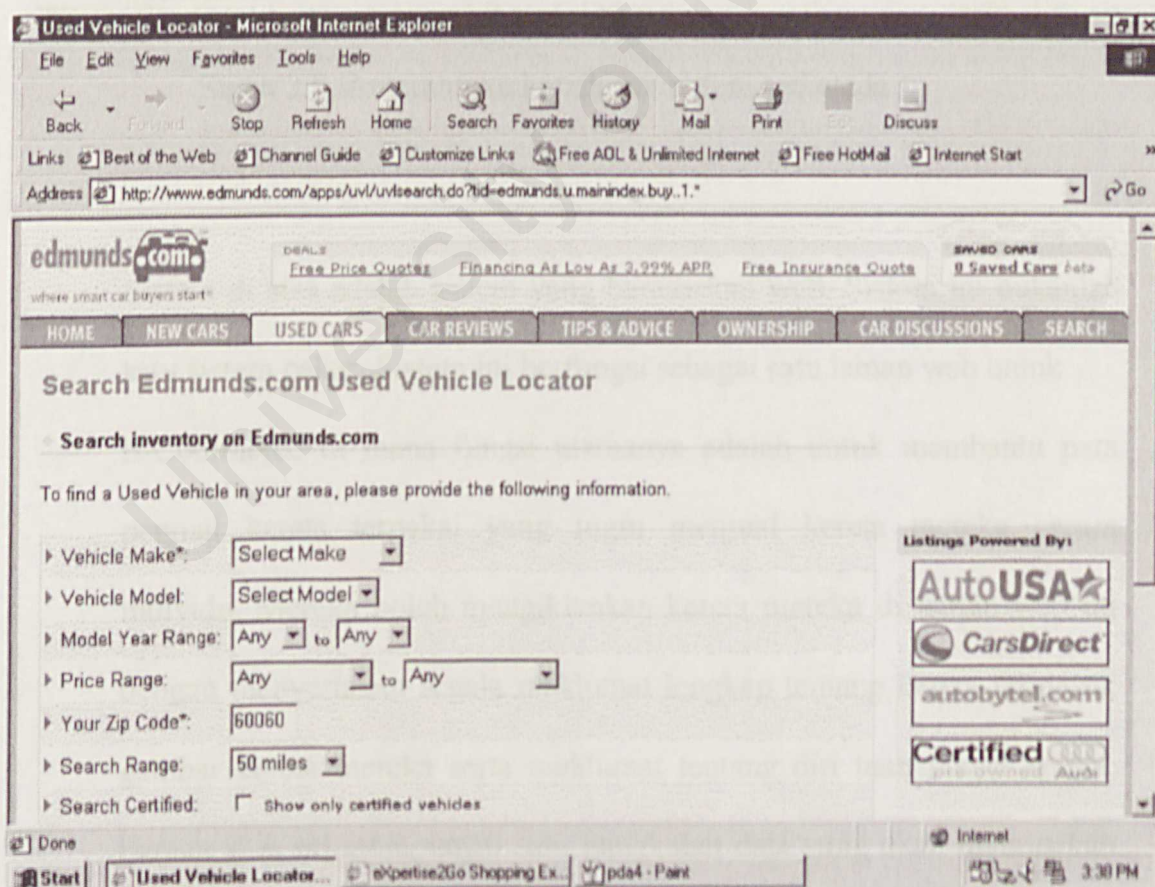 Used Vehicle Locator - Microsoft Internet Explorer
File Edit View Favorites Tools Help
Back Forward Stop Refresh Home Search Favorites History Mail Print Edit Discuss
Links Best of the Web Channel Guide Customize Links Free AOL & Unlimited Internet Free HotMail Internet Start
Address http://www.edmunds.com/apps/uvl/uvlsearch.do?tid=edmunds.u.mainindex.buy..1.* Go
edmunds.com
where smart car buyers start
DEALS
Free Price Quotes Financing As Low As 3.99% APR Free Insurance Quote
SAVED CARS
0 Saved Cars beta
HOME NEW CARS USED CARS CAR REVIEWS TIPS & ADVICE OWNERSHIP CAR DISCUSSIONS SEARCH
Search Edmunds.com Used Vehicle Locator
Search inventory on Edmunds.com
To find a Used Vehicle in your area, please provide the following information.
Vehicle Make*: Select Make
Vehicle Model: Select Model
Model Year Range: Any to Any
Price Range: Any to Any
Your Zip Code*: 60060
Search Range: 50 miles
Search Certified: Show only certified vehicles
Listings Powered By:
AutoUSA
CarsDirect
autobytel.com
Certified
pre-owned Audi
Done Internet
Start Used Vehicle Locator... eXpertise2Go Shopping Ex... pda4 - Paint 3:38 PM
University of